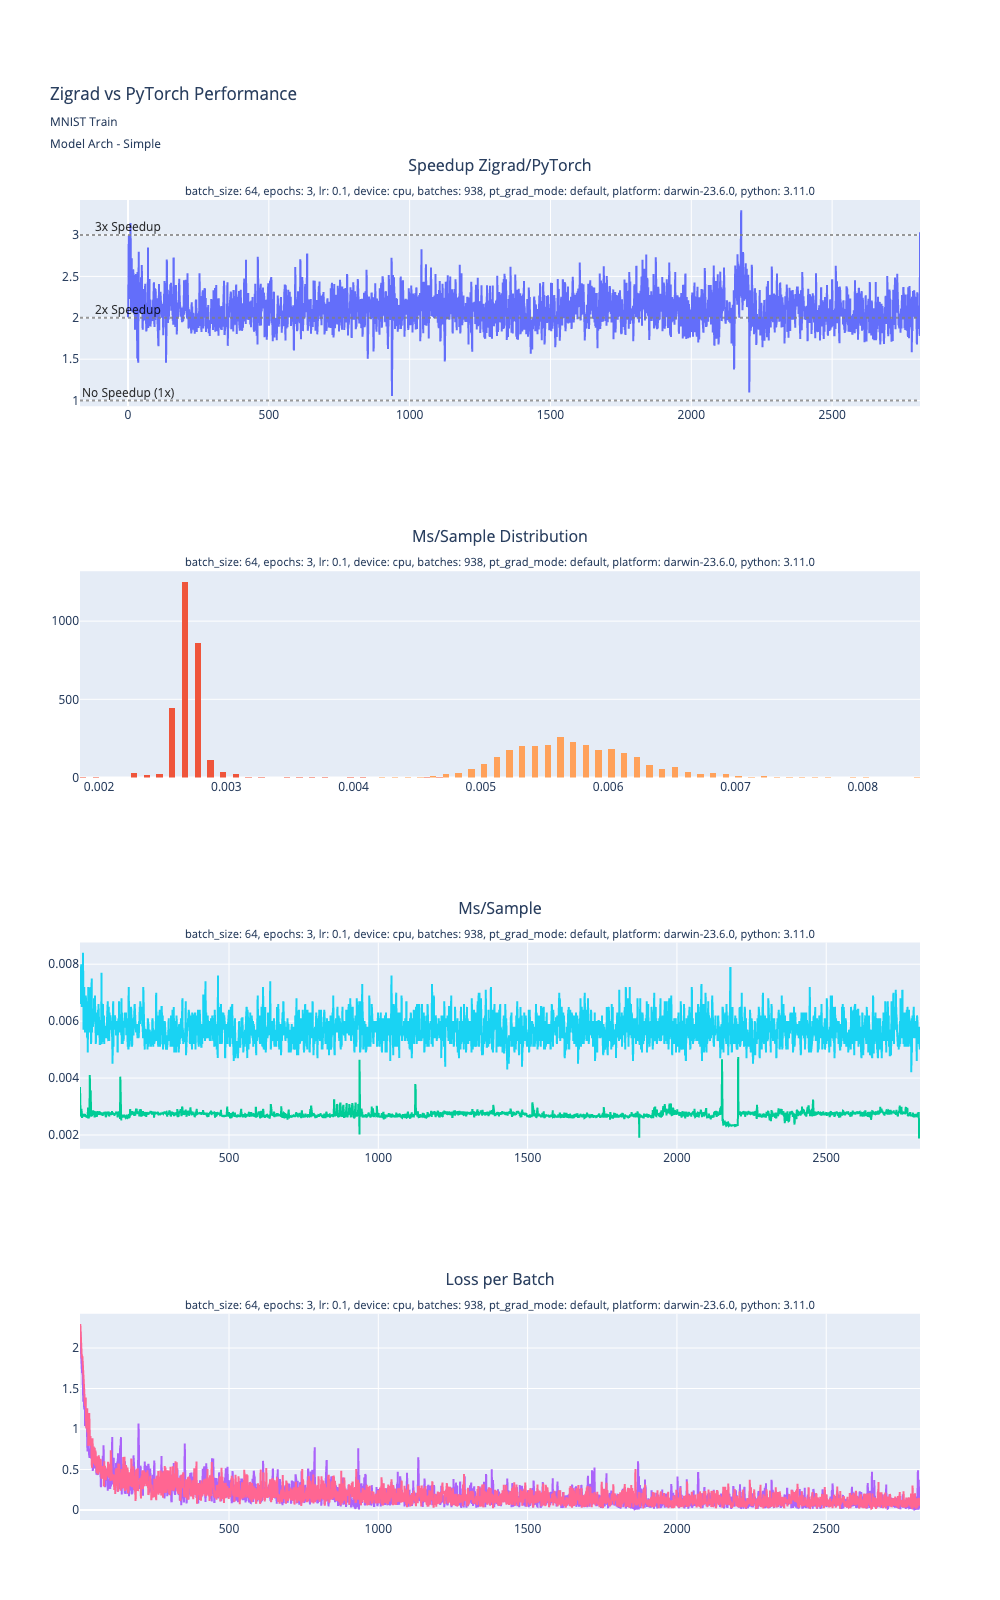 Zigrad vs PyTorch Performance
MNIST Train
Model Arch - Simple
Speedup Zigrad/PyTorch
batch_size: 64, epochs: 3, lr: 0.1, device: cpu, batches: 938, pt_grad_mode: default, platform: darwin-23.6.0, python: 3.11.0
3x Speedup
3
2.5
2x Speedup
2
1.5
No Speedup (1x)
1
0 500 1000 1500 2000 2500
Ms/Sample Distribution
batch_size: 64, epochs: 3, lr: 0.1, device: cpu, batches: 938, pt_grad_mode: default, platform: darwin-23.6.0, python: 3.11.0
1000
500
0
0.002 0.003 0.004 0.005 0.006 0.007 0.008
Ms/Sample
batch_size: 64, epochs: 3, lr: 0.1, device: cpu, batches: 938, pt_grad_mode: default, platform: darwin-23.6.0, python: 3.11.0
0.008
0.006
0.004
0.002
500 1000 1500 2000 2500
Loss per Batch
batch_size: 64, epochs: 3, lr: 0.1, device: cpu, batches: 938, pt_grad_mode: default, platform: darwin-23.6.0, python: 3.11.0
2
1.5
1
0.5
0
500 1000 1500 2000 2500